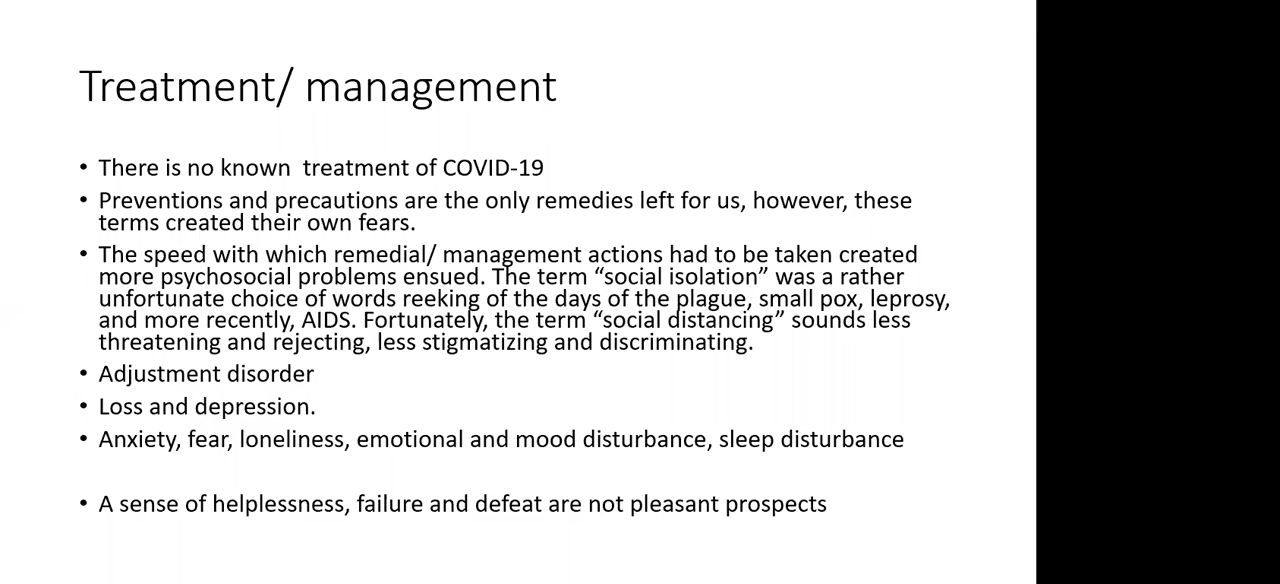 Treatment/ management
• There is no known  treatment of COVID-19
• Preventions and precautions are the only remedies left for us, however, these
terms created their own fears.
• The speed with which remedial/ management actions had to be taken created
more psychosocial problems ensued. The term “social isolation” was a rather
unfortunate choice of words reeking of the days of the plague, small pox, leprosy,
and more recently, AIDS. Fortunately, the term “social distancing” sounds less
threatening and rejecting, less stigmatizing and discriminating.
• Adjustment disorder
• Loss and depression.
• Anxiety, fear, loneliness, emotional and mood disturbance, sleep disturbance
• A sense of helplessness, failure and defeat are not pleasant prospects